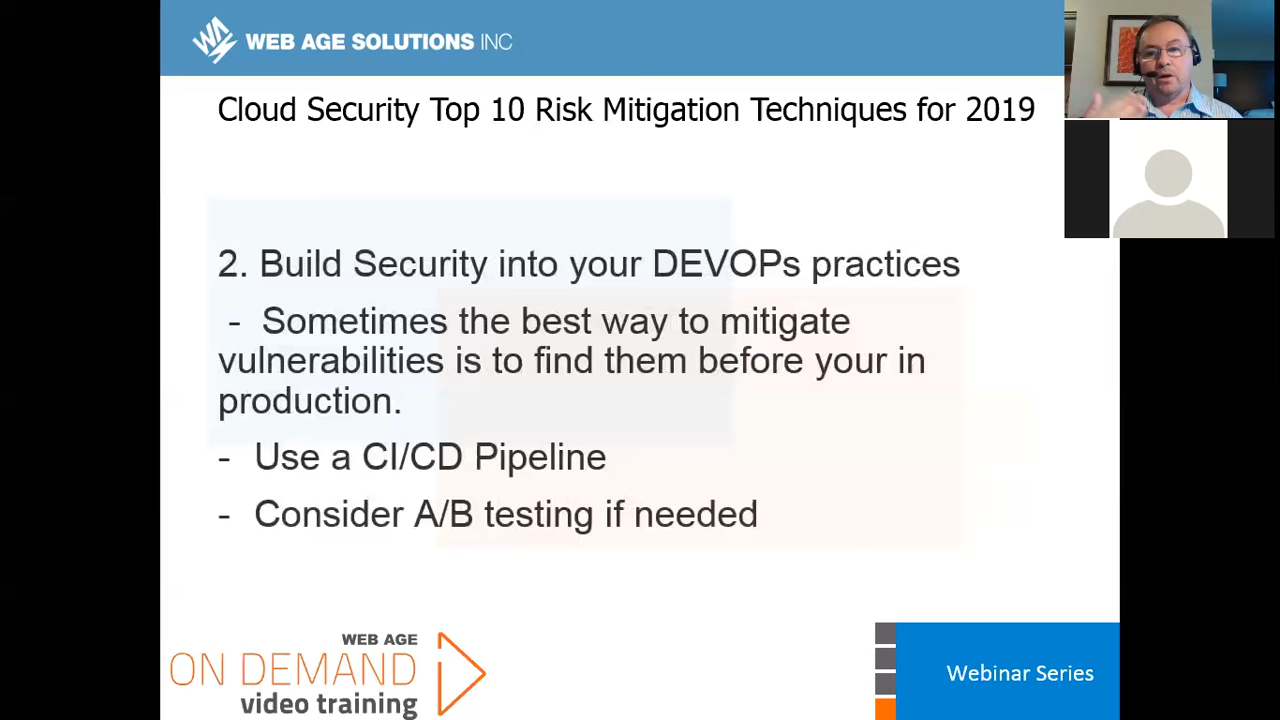 WEB AGE SOLUTIONS INC
Cloud Security Top 10 Risk Mitigation Techniques for 2019
2. Build Security into your DEVOPs practices
- Sometimes the best way to mitigate
vulnerabilities is to find them before your in
production.
- Use a CI/CD Pipeline
- Consider A/B testing if needed
WEB AGE
ON DEMAND
video training
Webinar Series